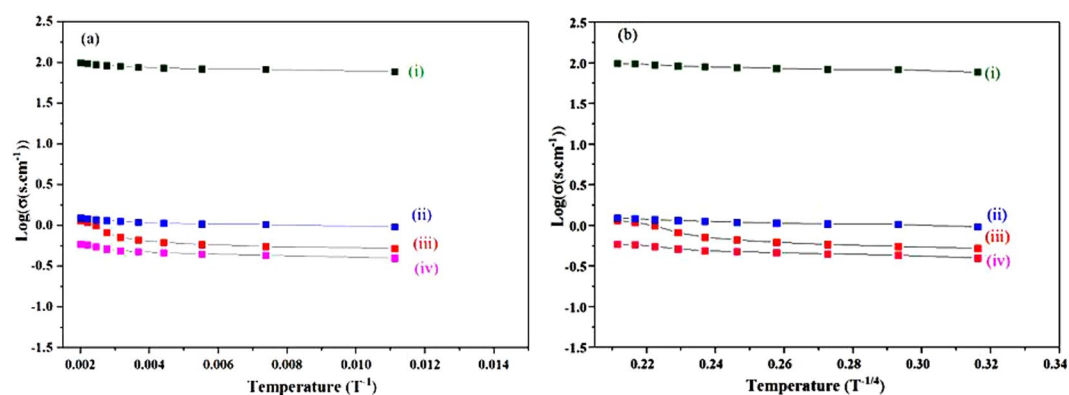 (a)
2.5
2.0
1.5
1.0
0.5
0.0
-0.5
-1.0
-1.5
Log(σ(s.cm⁻¹))
(i)
(ii)
(iii)
(iv)
0.002 0.004 0.006 0.008 0.010 0.012 0.014
Temperature (T⁻¹)
(b)
2.5
2.0
1.5
1.0
0.5
0.0
-0.5
-1.0
-1.5
Log(σ(s.cm⁻¹))
(i)
(ii)
(iii)
(iv)
0.22 0.24 0.26 0.28 0.30 0.32 0.34
Temperature (T⁻¹/⁴)